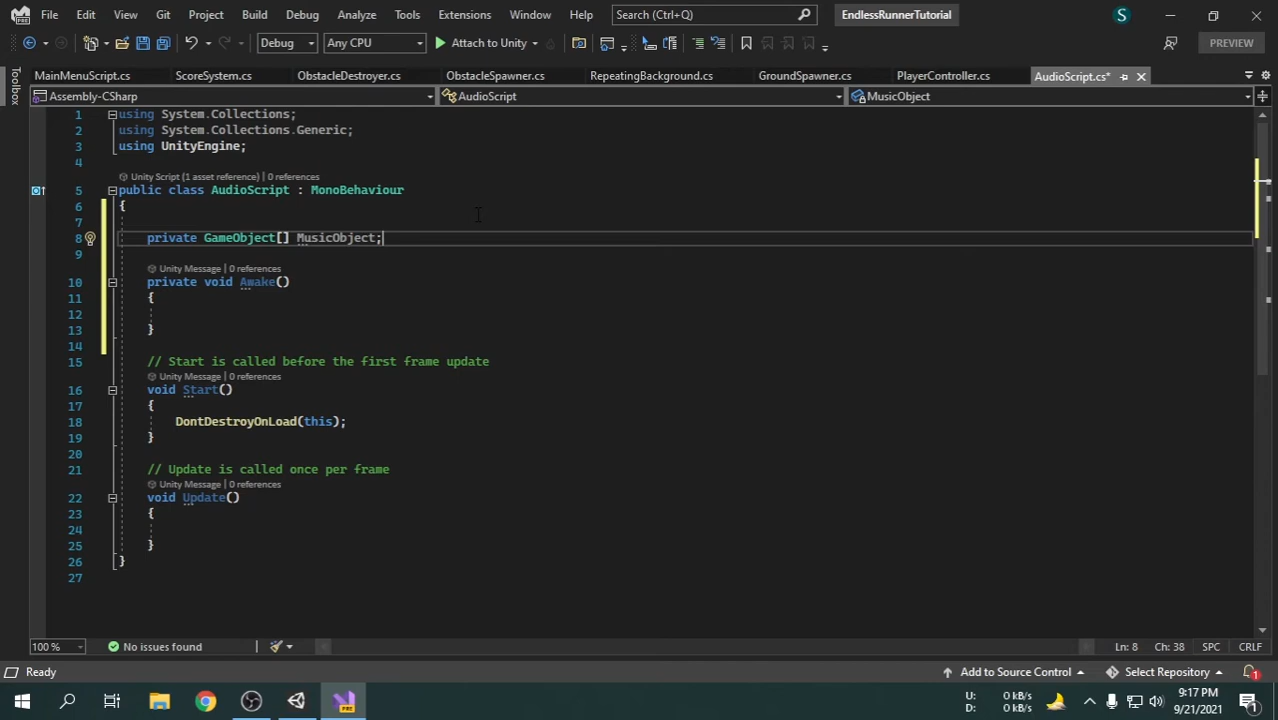 File Edit View Git Project Build Debug Analyze Tools Extensions Window Help Search (Ctrl+Q) EndlessRunnerTutorial S
Debug Any CPU Attach to Unity PREVIEW
Toolbox
MainMenuScript.cs ScoreSystem.cs ObstacleDestroyer.cs ObstacleSpawner.cs RepeatingBackground.cs GroundSpawner.cs PlayerController.cs AudioScript.cs*
Assembly-CSharp AudioScript MusicObject
1 using System.Collections;
2 using System.Collections.Generic;
3 using UnityEngine;
4
Unity Script (1 asset reference) | 0 references
5 public class AudioScript : MonoBehaviour
6 {
7
8 private GameObject[] MusicObject;
9
Unity Message | 0 references
10 private void Awake()
11 {
12
13 }
14
15 // Start is called before the first frame update
Unity Message | 0 references
16 void Start()
17 {
18 DontDestroyOnLoad(this);
19 }
20
21 // Update is called once per frame
Unity Message | 0 references
22 void Update()
23 {
24
25 }
26 }
27
100 % No issues found Ln: 8 Ch: 38 SPC CRLF
Ready Add to Source Control Select Repository 1
U: 0 kB/s
D: 0 kB/s
9:17 PM
9/21/2021
1